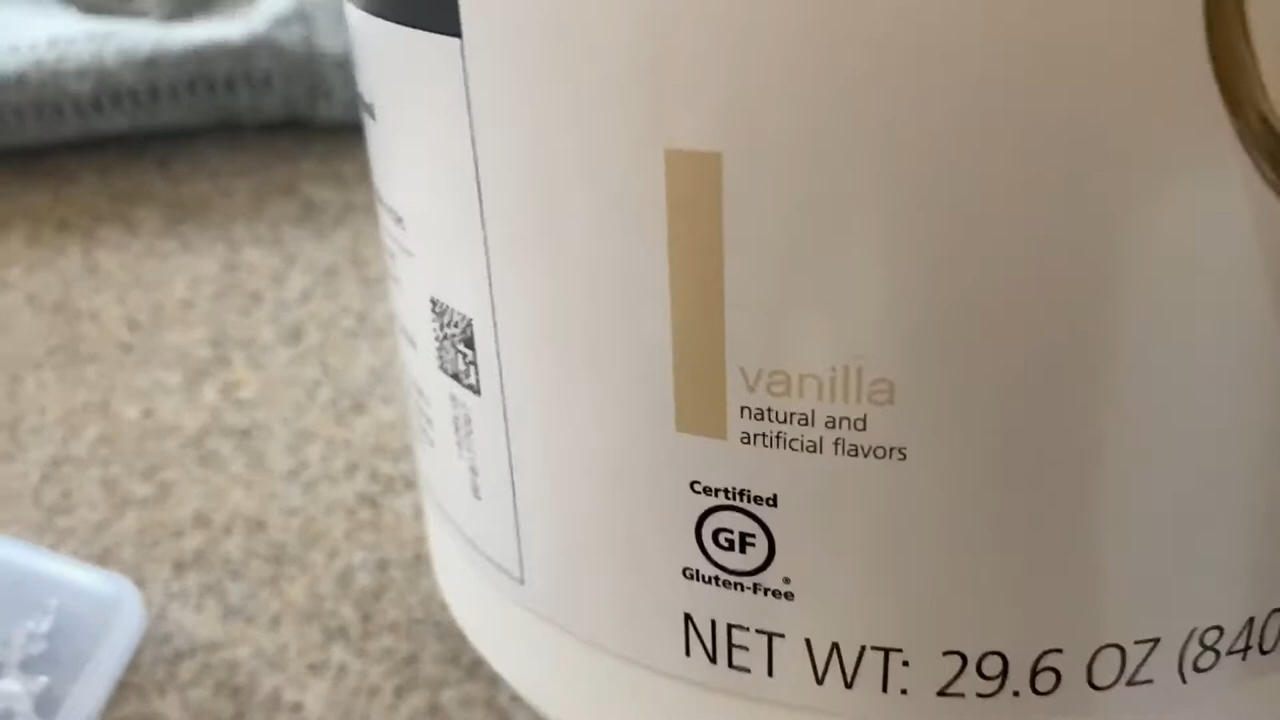 vanilla
natural and
artificial flavors
Certified
GF
Gluten-Free®
NET WT: 29.6 OZ (840